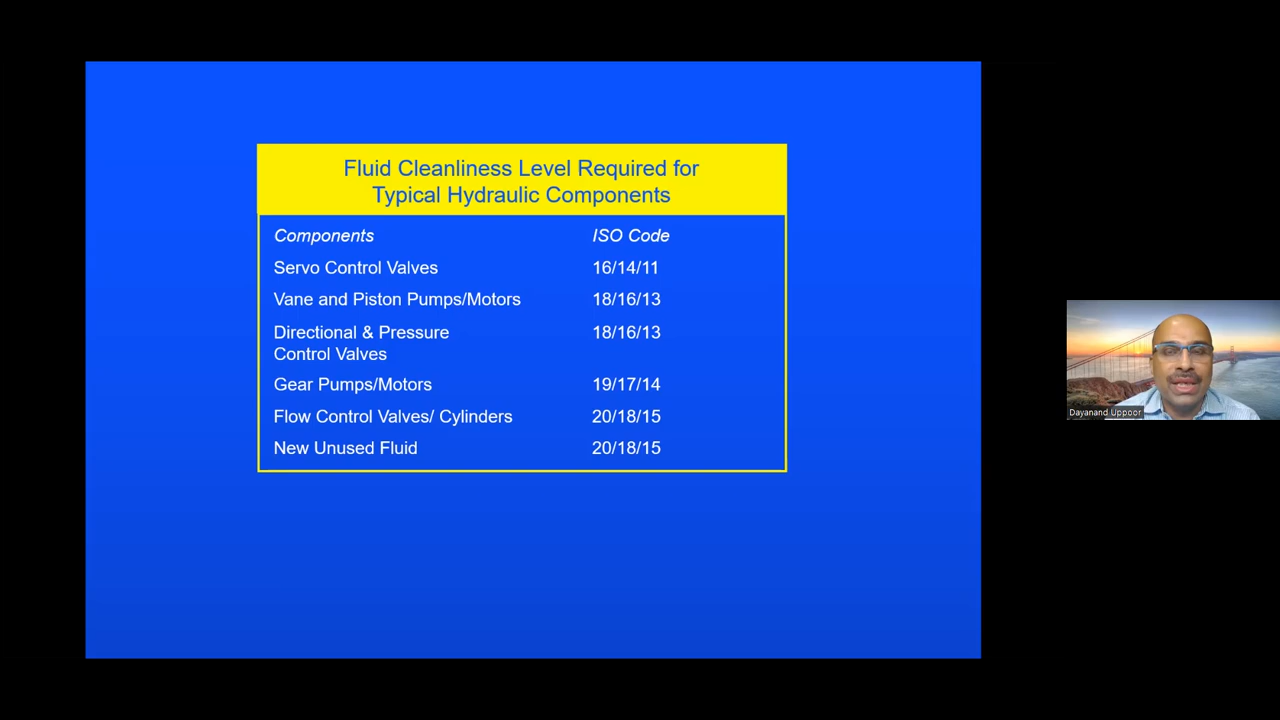 Fluid Cleanliness Level Required for
Typical Hydraulic Components
Components ISO Code
Servo Control Valves 16/14/11
Vane and Piston Pumps/Motors 18/16/13
Directional & Pressure 18/16/13
Control Valves
Gear Pumps/Motors 19/17/14
Flow Control Valves/ Cylinders 20/18/15
New Unused Fluid 20/18/15
Dayanand Uppoor